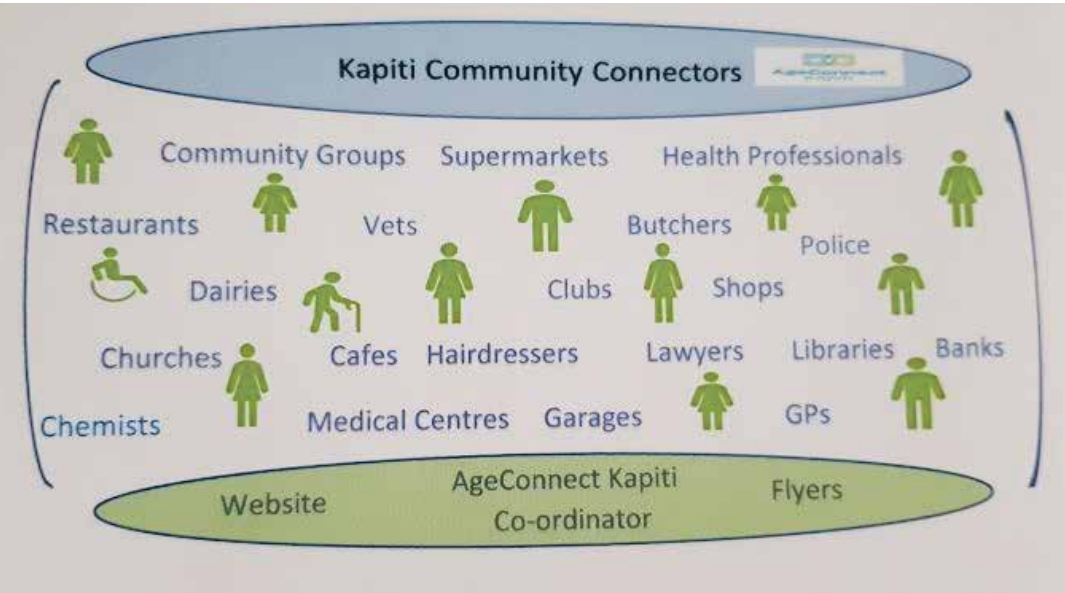 Kapiti Community Connectors
AgeConnect
Community Groups Supermarkets Health Professionals
Restaurants Vets Butchers
Police
Dairies Clubs Shops
Churches Cafes Hairdressers Lawyers Libraries Banks
Chemists Medical Centres Garages GPs
Website AgeConnect Kapiti Flyers
Co-ordinator